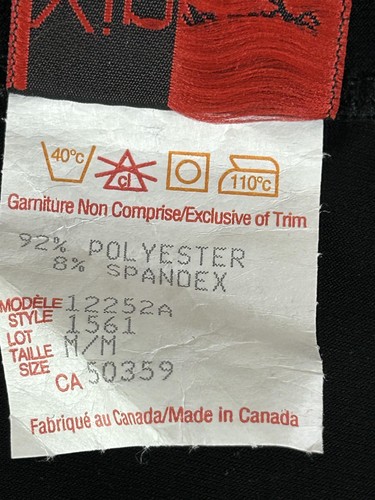 40°C
cl
110°C
Garniture Non Comprise/Exclusive of Trim
92% POLYESTER
8% SPANDEX
MODÈLE 12252A
STYLE 1561
LOT
TAILLE M/M
SIZE
CA 50359
Fabriqué au Canada/Made in Canada